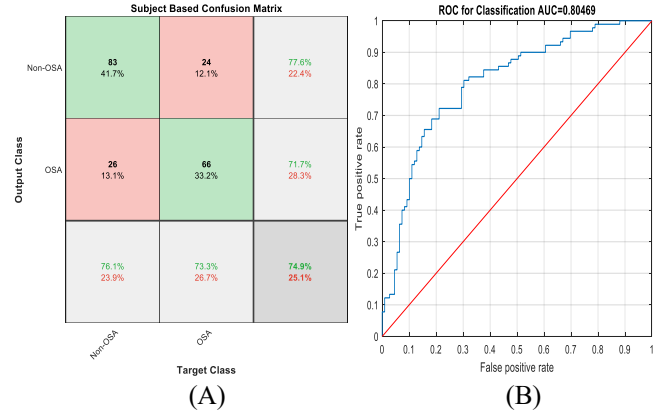 Subject Based Confusion Matrix
Non-OSA
83
41.7%
24
12.1%
77.6%
22.4%
OSA
26
13.1%
66
33.2%
71.7%
28.3%
76.1%
23.9%
73.3%
26.7%
74.9%
25.1%
Output Class
Non-OSA
OSA
Target Class
(A)
ROC for Classification AUC=0.80469
1
0.9
0.8
0.7
0.6
0.5
0.4
0.3
0.2
0.1
0
True positive rate
0 0.1 0.2 0.3 0.4 0.5 0.6 0.7 0.8 0.9 1
False positive rate
(B)